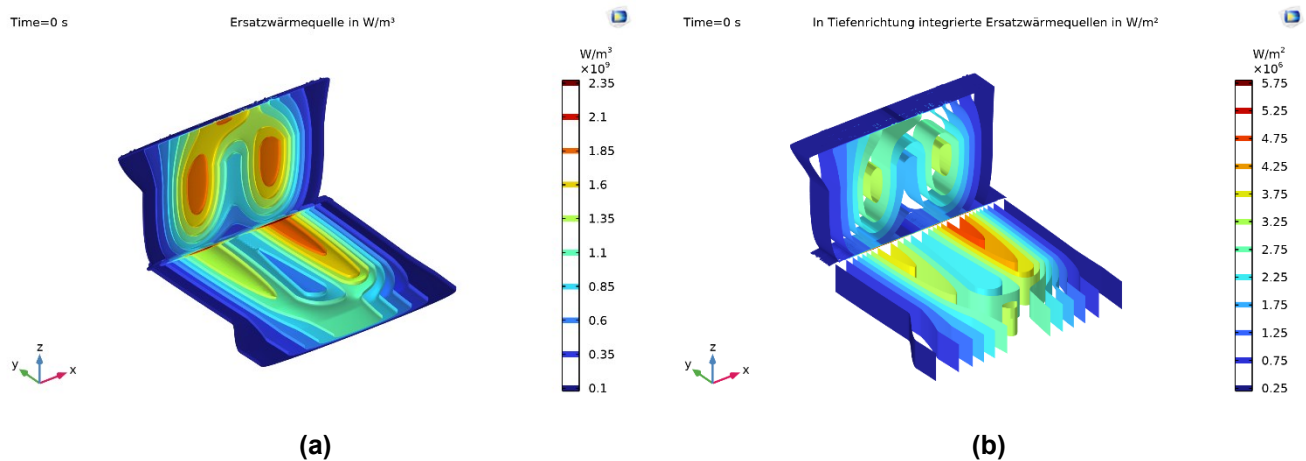 Time=0 s Ersatzwärmequelle in W/m³
W/m³
×10⁹
2.35
2.1
1.85
1.6
1.35
1.1
0.85
0.6
0.35
0.1
z
y
x
(a)
Time=0 s In Tiefenrichtung integrierte Ersatzwärmequellen in W/m²
W/m²
×10⁶
5.75
5.25
4.75
4.25
3.75
3.25
2.75
2.25
1.75
1.25
0.75
0.25
z
y
x
(b)